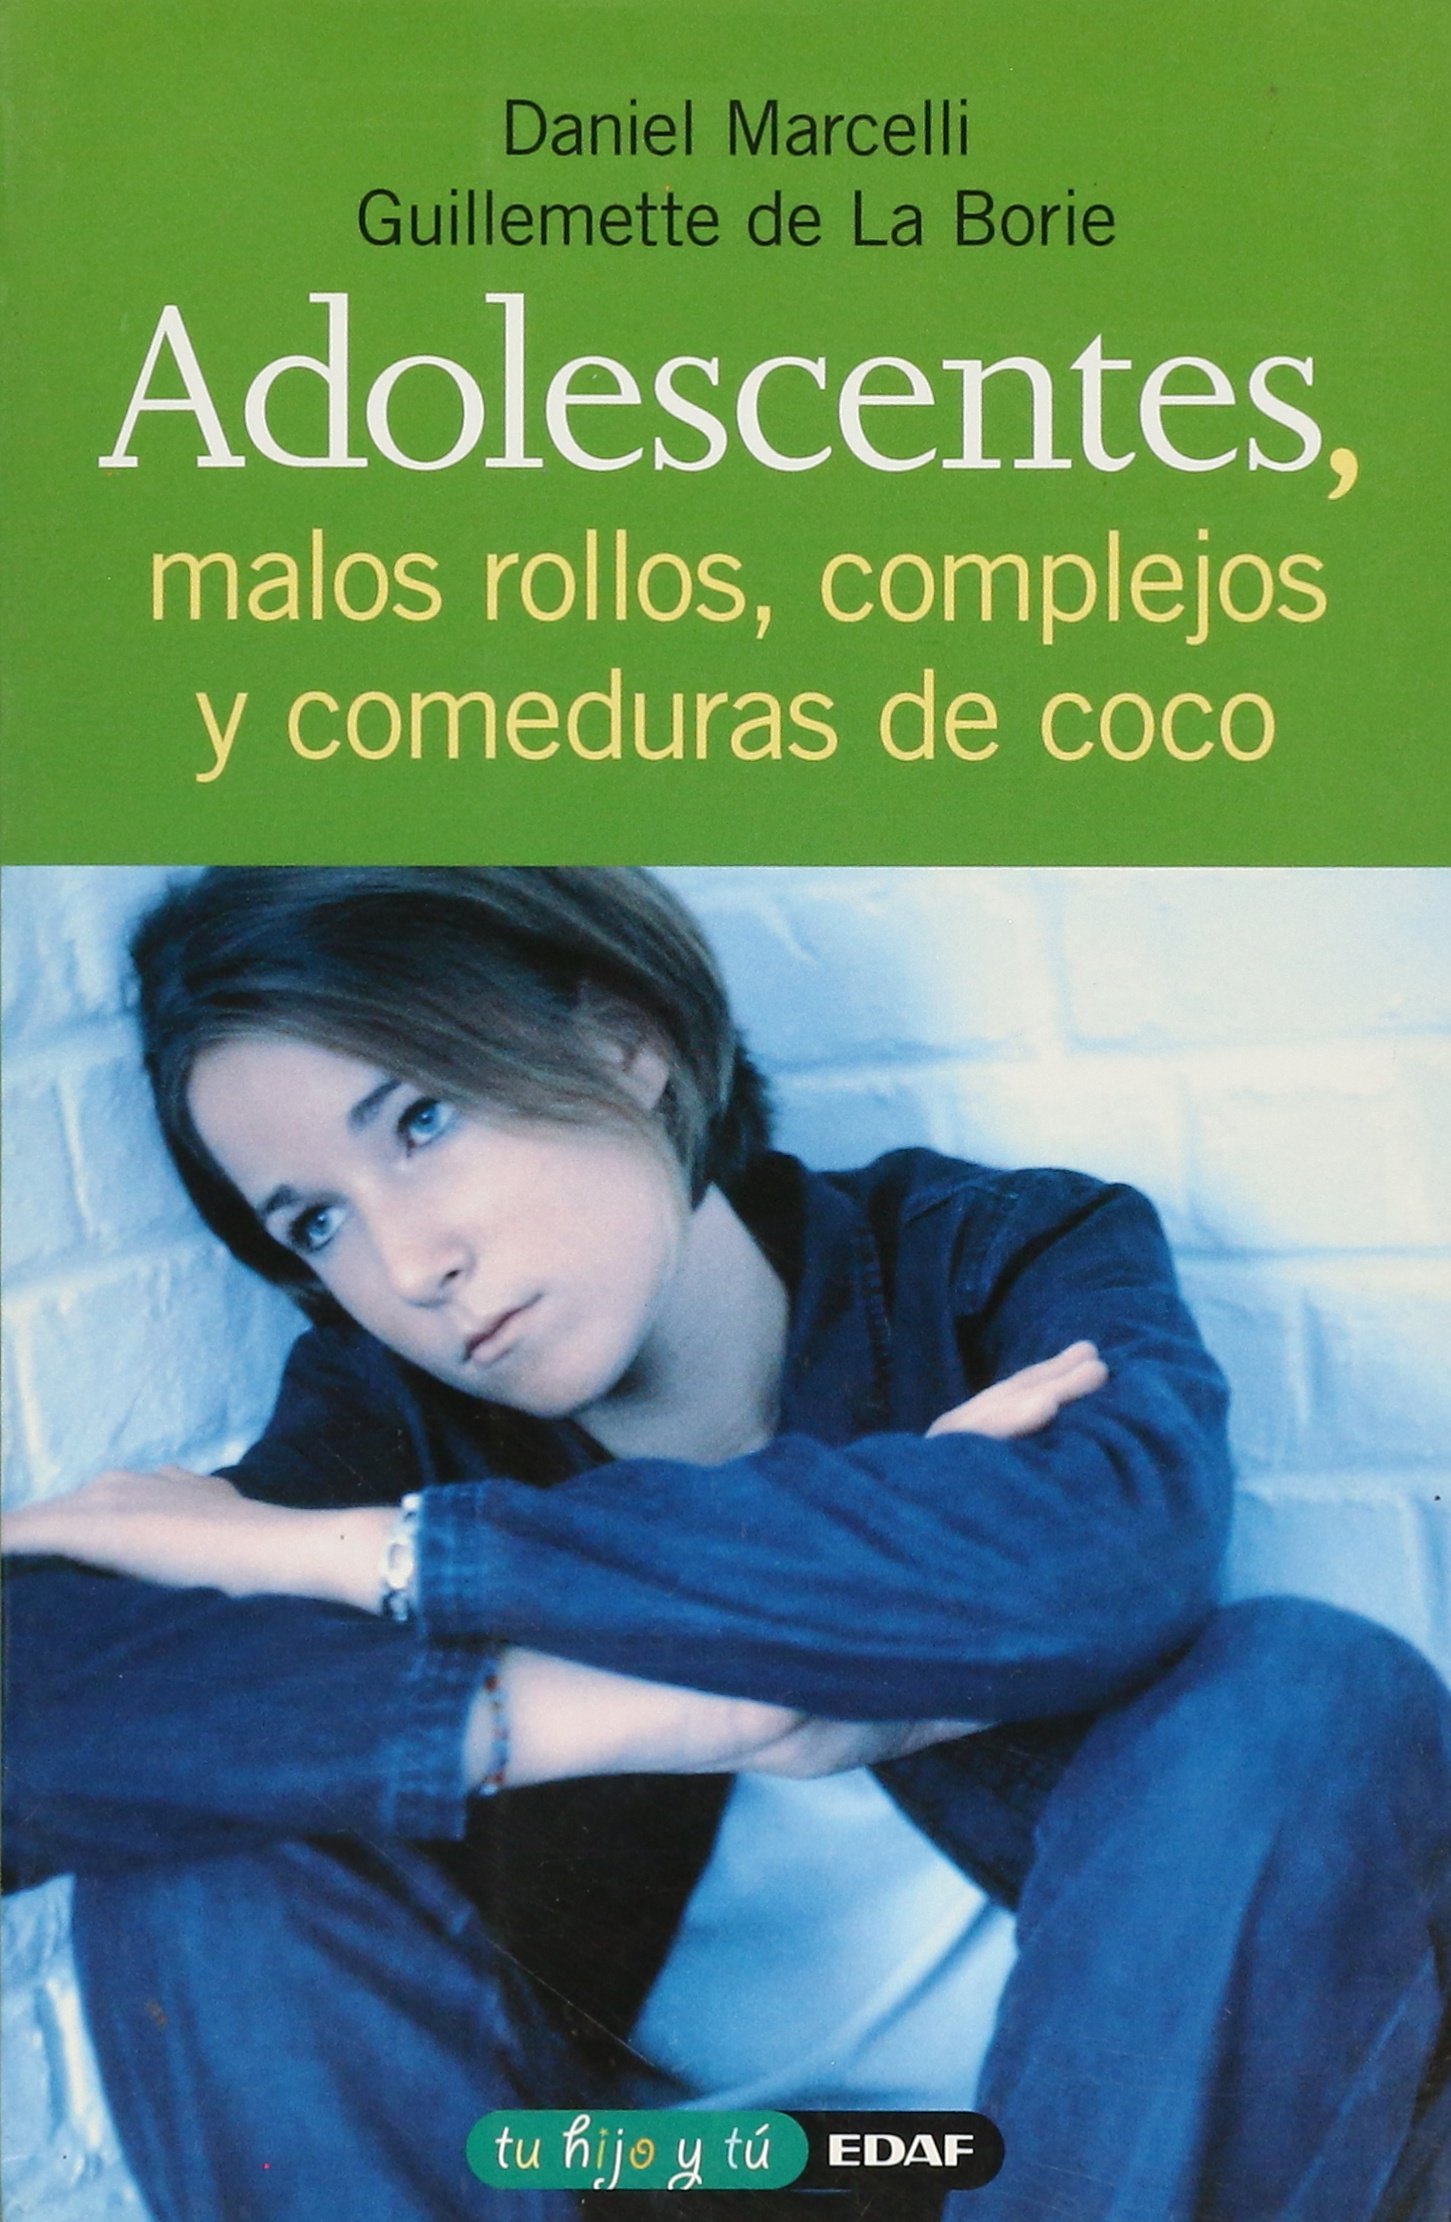 Daniel Marcelli
Guillemette de La Borie
Adolescentes,
malos rollos, complejos
y comeduras de coco
tu hijo y tú EDAF